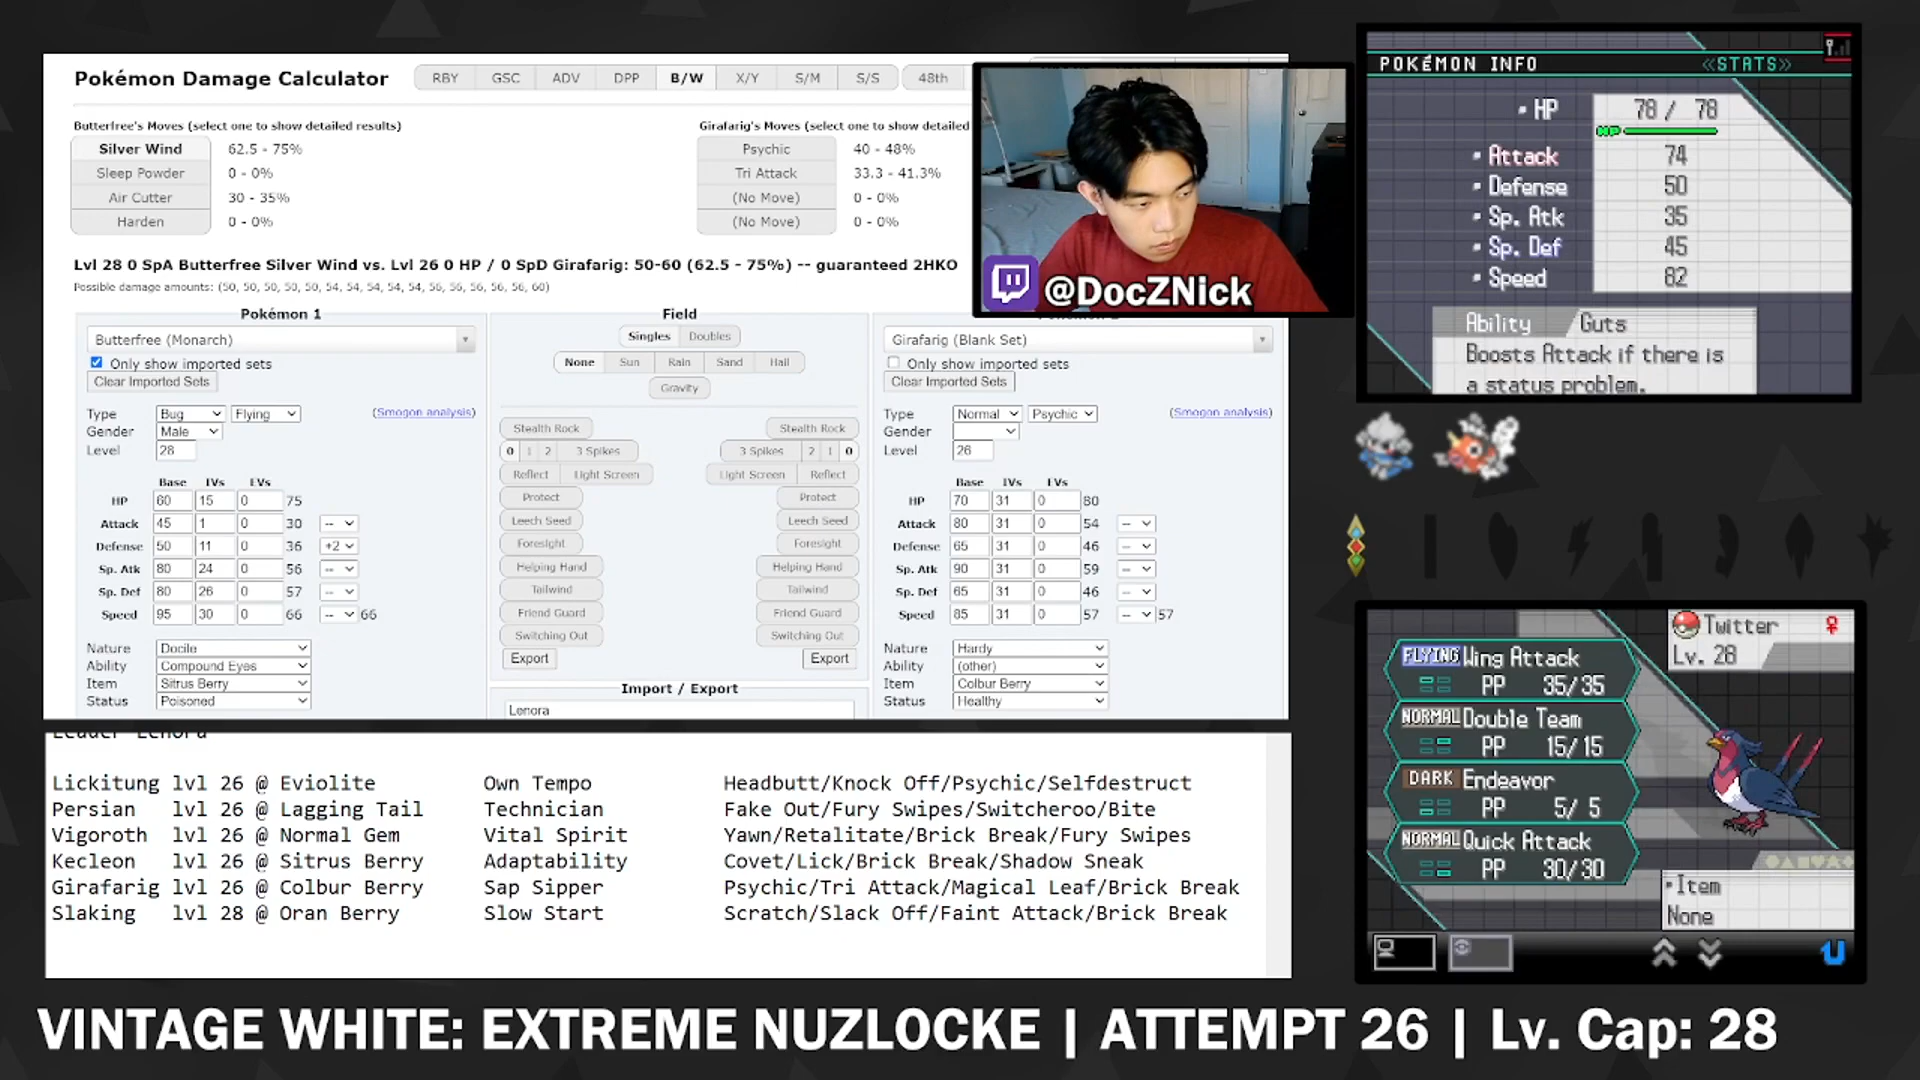 Pokémon Damage Calculator
RBY GSC ADV DPP B/W X/Y S/M S/S 48th
Butterfree's Moves (select one to show detailed results)
Silver Wind 62.5 - 75%
Sleep Powder 0 - 0%
Air Cutter 30 - 35%
Harden 0 - 0%
Girafarig's Moves (select one to show detailed
Psychic 40 - 48%
Tri Attack 33.3 - 41.3%
(No Move) 0 - 0%
(No Move) 0 - 0%
Lvl 28 0 SpA Butterfree Silver Wind vs. Lvl 26 0 HP / 0 SpD Girafarig: 50-60 (62.5 - 75%) -- guaranteed 2HKO
Possible damage amounts: (50, 50, 50, 50, 50, 54, 54, 54, 54, 54, 56, 56, 56, 56, 56, 60)
Pokémon 1
Butterfree (Monarch)
Only show imported sets
Clear Imported Sets
Type Bug Flying (Smogon analysis)
Gender Male
Level 28
Base IVs EVs
HP 60 15 0 75
Attack 45 1 0 30 --
Defense 50 11 0 36 +2
Sp. Atk 80 24 0 56 --
Sp. Def 80 26 0 57 --
Speed 95 30 0 66 -- 66
Nature Docile
Ability Compound Eyes
Item Sitrus Berry
Status Poisoned
Field
Singles Doubles
None Sun Rain Sand Hail
Gravity
Stealth Rock Stealth Rock
0 1 2 3 Spikes 3 Spikes 2 1 0
Reflect Light Screen Light Screen Reflect
Protect Protect
Leech Seed Leech Seed
Foresight Foresight
Helping Hand Helping Hand
Tailwind Tailwind
Friend Guard Friend Guard
Switching Out Switching Out
Export Export
Import / Export
Lenora
Girafarig (Blank Set)
Only show imported sets
Clear Imported Sets
Type Normal Psychic (Smogon analysis)
Gender
Level 26
Base IVs EVs
HP 70 31 0 80
Attack 80 31 0 54 --
Defense 65 31 0 46 --
Sp. Atk 90 31 0 59 --
Sp. Def 65 31 0 46 --
Speed 85 31 0 57 -- 57
Nature Hardy
Ability (other)
Item Colbur Berry
Status Healthy
@DocZNick
POKéMON INFO «STATS»
HP 78/ 78
HP
Attack 74
Defense 50
Sp. Atk 35
Sp. Def 45
Speed 82
Ability Guts
Boosts Attack if there is
a status problem.
Leader Lenora
Lickitung lvl 26 @ Eviolite Own Tempo Headbutt/Knock Off/Psychic/Selfdestruct
Persian lvl 26 @ Lagging Tail Technician Fake Out/Fury Swipes/Switcheroo/Bite
Vigoroth lvl 26 @ Normal Gem Vital Spirit Yawn/Retalitate/Brick Break/Fury Swipes
Kecleon lvl 26 @ Sitrus Berry Adaptability Covet/Lick/Brick Break/Shadow Sneak
Girafarig lvl 26 @ Colbur Berry Sap Sipper Psychic/Tri Attack/Magical Leaf/Brick Break
Slaking lvl 28 @ Oran Berry Slow Start Scratch/Slack Off/Faint Attack/Brick Break
FLYING Wing Attack
PP 35/35
NORMAL Double Team
PP 15/15
DARK Endeavor
PP 5/ 5
NORMAL Quick Attack
PP 30/30
Twitter ♀
Lv. 28
Item
None
VINTAGE WHITE: EXTREME NUZLOCKE | ATTEMPT 26 | Lv. Cap: 28